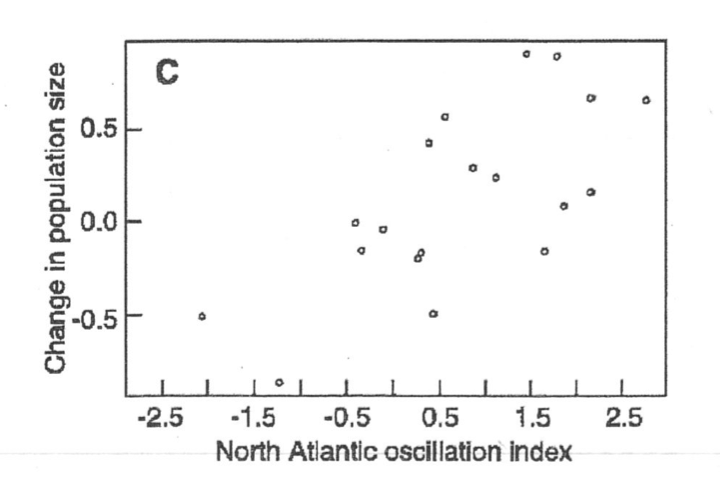 C
Change in population size
0.5
0.0
-0.5
-2.5 -1.5 -0.5 0.5 1.5 2.5
North Atlantic oscillation index